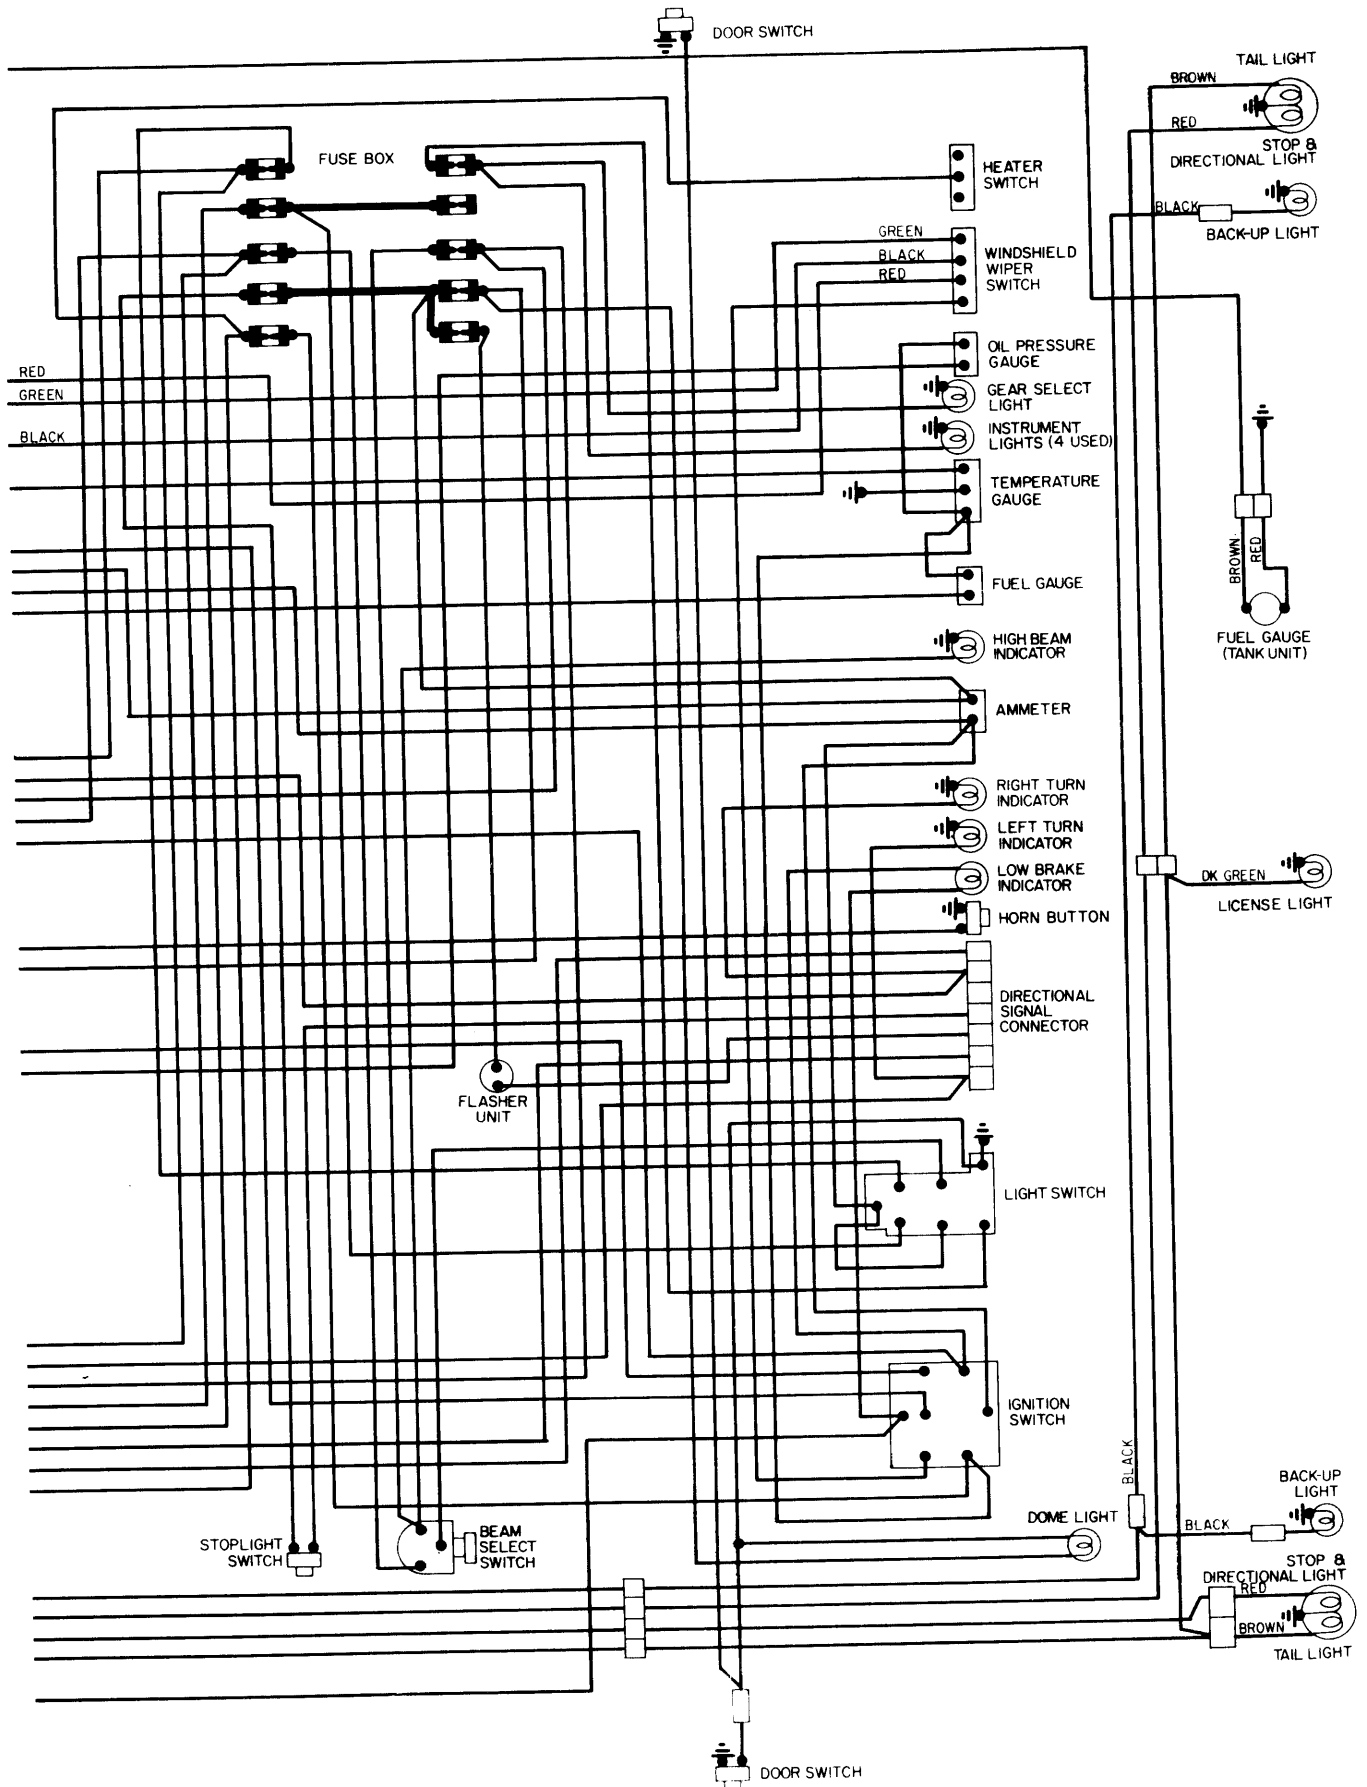 DOOR SWITCH
TAIL LIGHT
BROWN
RED
STOP &
DIRECTIONAL LIGHT
FUSE BOX
HEATER
SWITCH
BLACK
BACK-UP LIGHT
GREEN
BLACK
RED
WINDSHIELD
WIPER
SWITCH
OIL PRESSURE
GAUGE
RED
GREEN
GEAR SELECT
LIGHT
BLACK
INSTRUMENT
LIGHTS (4 USED)
TEMPERATURE
GAUGE
BROWN
RED
FUEL GAUGE
FUEL GAUGE
(TANK UNIT)
HIGH BEAM
INDICATOR
AMMETER
RIGHT TURN
INDICATOR
LEFT TURN
INDICATOR
LOW BRAKE
INDICATOR
DK GREEN
LICENSE LIGHT
HORN BUTTON
DIRECTIONAL
SIGNAL
CONNECTOR
FLASHER
UNIT
LIGHT SWITCH
IGNITION
SWITCH
BLACK
BACK-UP
LIGHT
DOME LIGHT
BLACK
STOPLIGHT
SWITCH
BEAM
SELECT
SWITCH
STOP &
DIRECTIONAL LIGHT
RED
BROWN
TAIL LIGHT
DOOR SWITCH